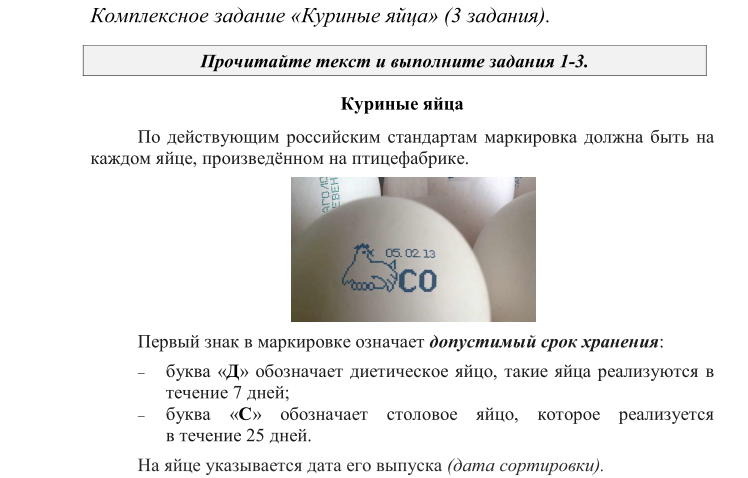 Комплексное задание «Куриные яйца» (3 задания).
Прочитайте текст и выполните задания 1-3.
Куриные яйца
По действующим российским стандартам маркировка должна быть на
каждом яйце, произведённом на птицефабрике.
05.02.13
СО
Первый знак в маркировке означает допустимый срок хранения:
– буква «Д» обозначает диетическое яйцо, такие яйца реализуются в
течение 7 дней;
– буква «С» обозначает столовое яйцо, которое реализуется
в течение 25 дней.
На яйце указывается дата его выпуска (дата сортировки).